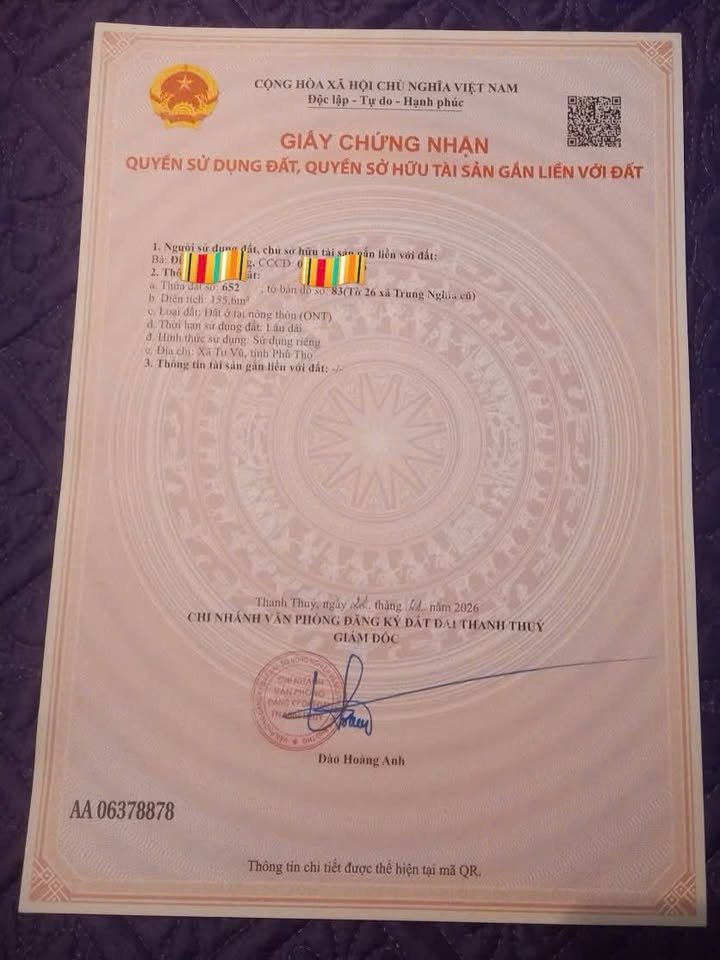 CỘNG HÒA XÃ HỘI CHỦ NGHĨA VIỆT NAM
Độc lập - Tự do - Hạnh phúc
GIẤY CHỨNG NHẬN
QUYỀN SỬ DỤNG ĐẤT, QUYỀN SỞ HỮU TÀI SẢN GẮN LIỀN VỚI ĐẤT
1. Người sử dụng đất, chủ sở hữu tài sản gắn liền với đất:
Bà: CCCD:
2. đất:
a. Thửa đất số: 652 , tờ bản đồ số: 83(Tờ 26 xã Trung Nghĩa cũ)
b. Diện tích: 155,6m²
c. Loại đất: Đất ở tại nông thôn (ONT)
d. Thời hạn sử dụng đất: Lâu dài
đ. Hình thức sử dụng: Sử dụng riêng
e. Địa chỉ: Xã Tu Vũ, tỉnh Phú Thọ
3. Thông tin tài sản gắn liền với đất: -/-
Thanh Thuỷ, ngày tháng năm 2026
CHI NHÁNH VĂN PHÒNG ĐĂNG KÝ ĐẤT ĐAI THANH THUỶ
GIÁM ĐỐC
CHI NHÁNH
VĂN PHÒNG
Đào Hoàng Anh
AA 06378878
Thông tin chi tiết được thể hiện tại mã QR.